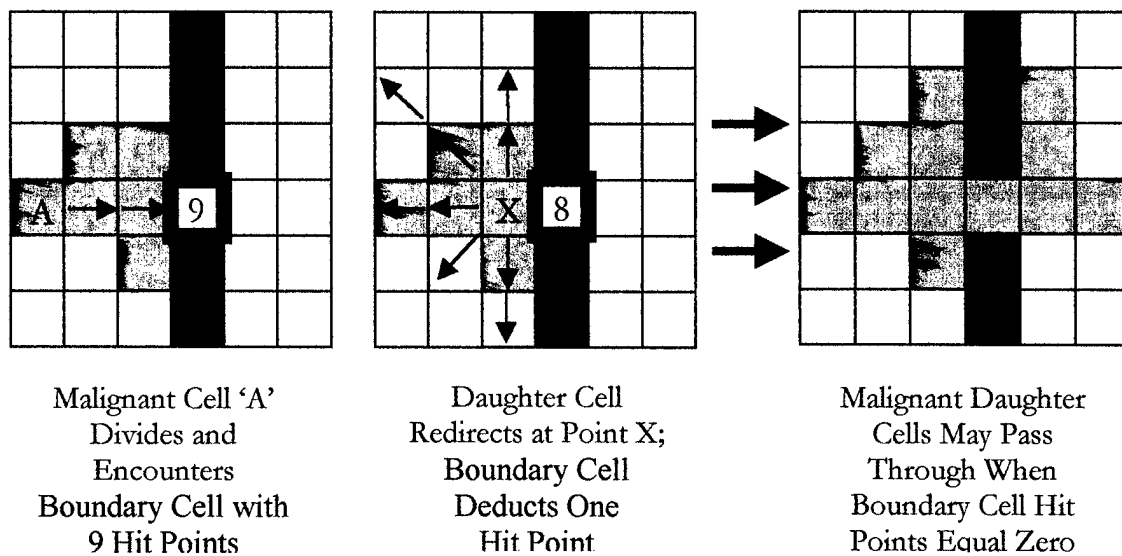 A
9
X
8
Malignant Cell ‘A’
Divides and
Encounters
Boundary Cell with
9 Hit Points
Daughter Cell
Redirects at Point X;
Boundary Cell
Deducts One
Hit Point
Malignant Daughter
Cells May Pass
Through When
Boundary Cell Hit
Points Equal Zero